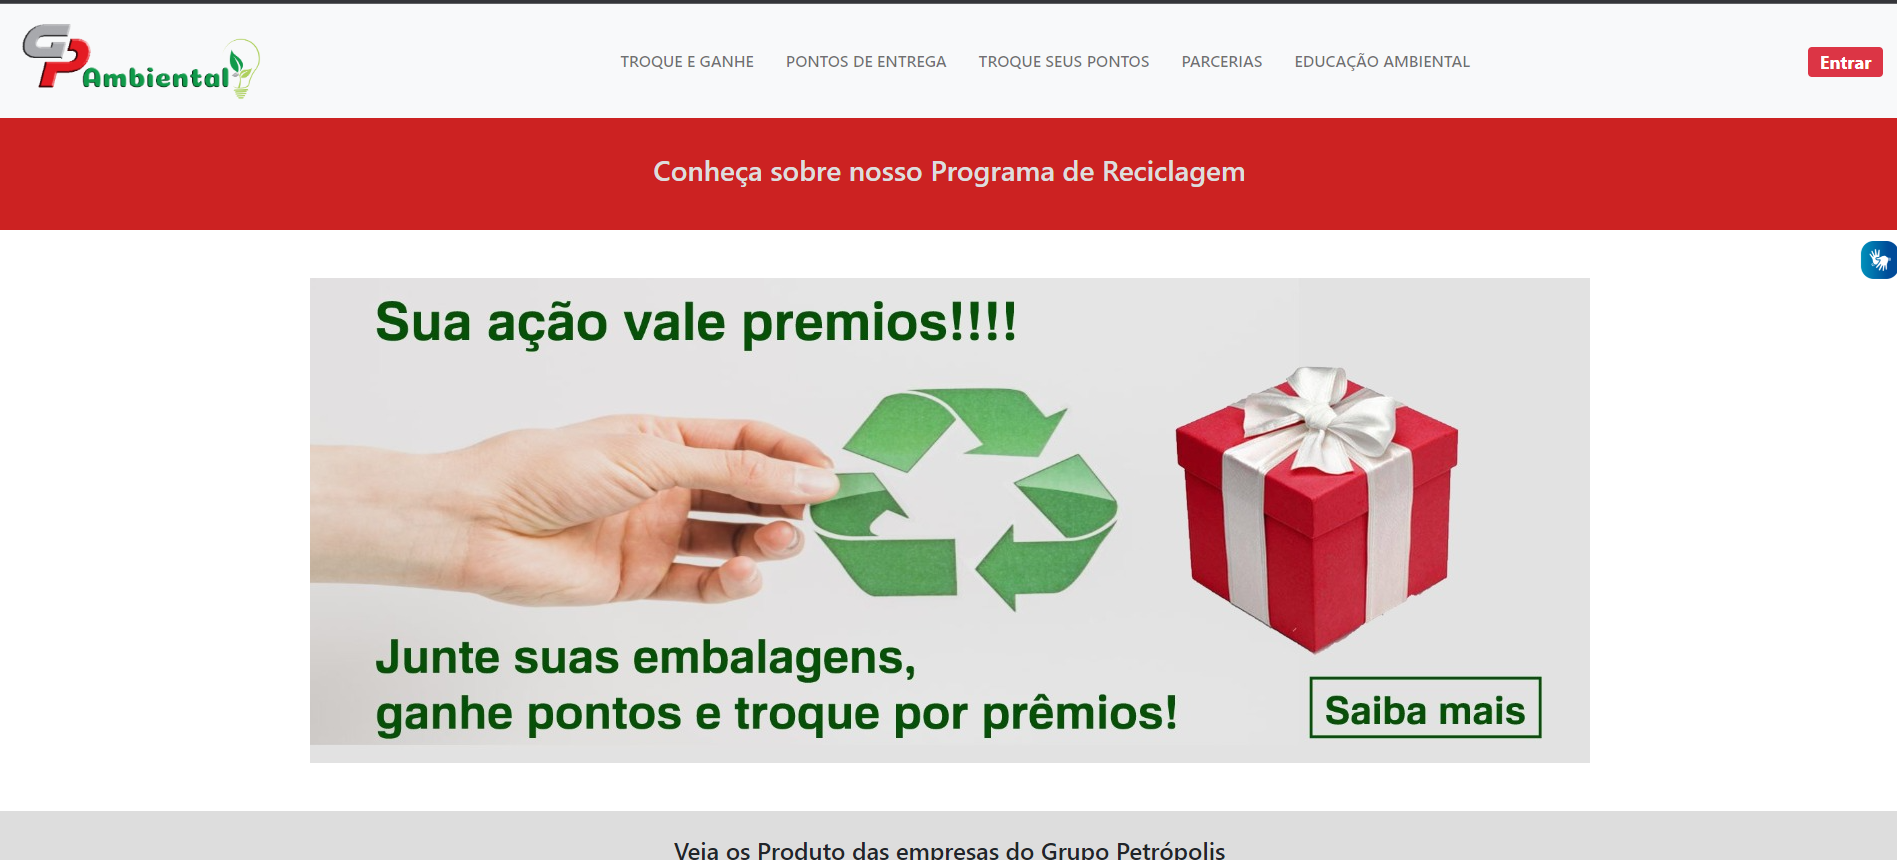 GP Ambiental
TROQUE E GANHE
PONTOS DE ENTREGA
TROQUE SEUS PONTOS
PARCERIAS
EDUCAÇÃO AMBIENTAL
Entrar
Conheça sobre nosso Programa de Reciclagem
Sua ação vale premios!!!!
Junte suas embalagens,
ganhe pontos e troque por prêmios!
Saiba mais
Veja os Produto das empresas do Grupo Petrópolis